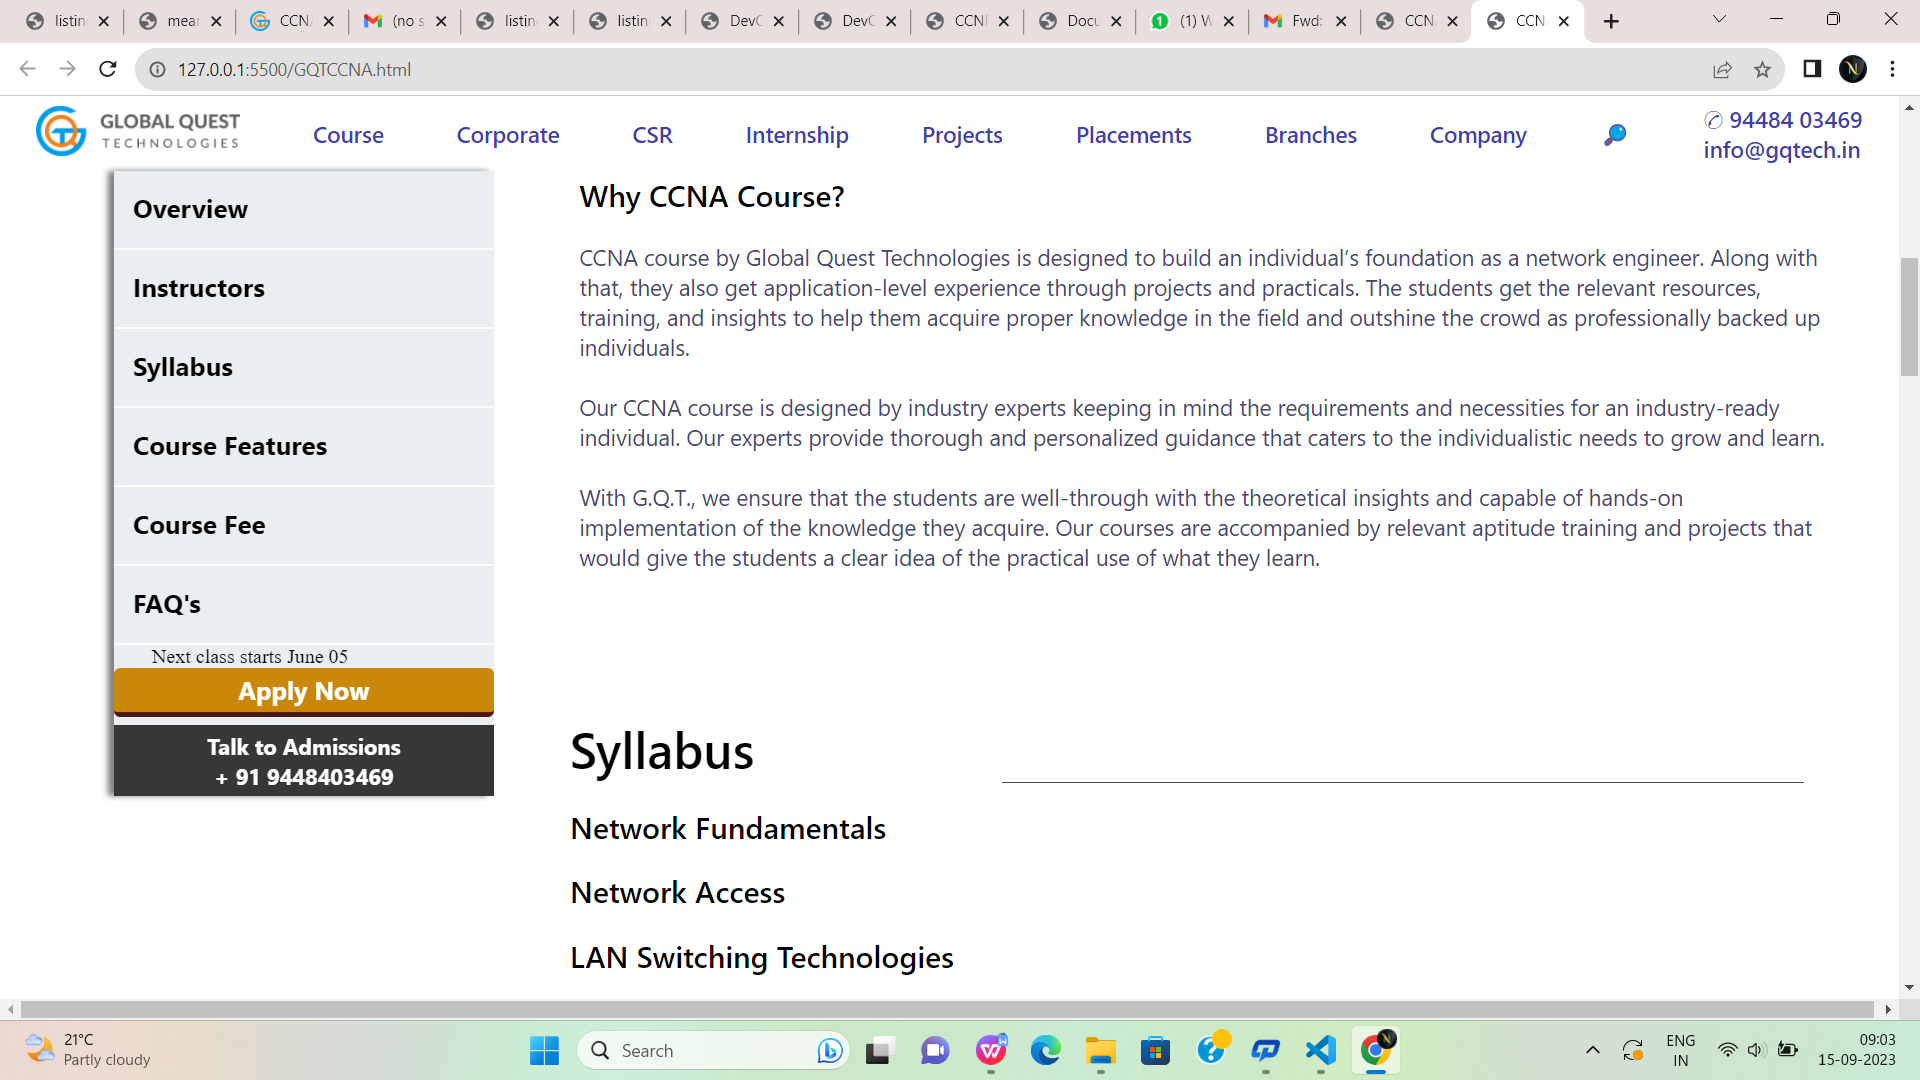 listin
mear
CCN
(no s
listin
listin
DevC
DevC
CCN
Docu
(1) W
Fwd:
CCN
CCN
127.0.0.1:5500/GQTCCNA.html
GLOBAL QUEST
TECHNOLOGIES
Course
Corporate
CSR
Internship
Projects
Placements
Branches
Company
✆ 94484 03469
info@gqtech.in
Overview
Instructors
Syllabus
Course Features
Course Fee
FAQ's
Next class starts June 05
Apply Now
Talk to Admissions
+ 91 9448403469
Why CCNA Course?
CCNA course by Global Quest Technologies is designed to build an individual’s foundation as a network engineer. Along with
that, they also get application-level experience through projects and practicals. The students get the relevant resources,
training, and insights to help them acquire proper knowledge in the field and outshine the crowd as professionally backed up
individuals.
Our CCNA course is designed by industry experts keeping in mind the requirements and necessities for an industry-ready
individual. Our experts provide thorough and personalized guidance that caters to the individualistic needs to grow and learn.
With G.Q.T., we ensure that the students are well-through with the theoretical insights and capable of hands-on
implementation of the knowledge they acquire. Our courses are accompanied by relevant aptitude training and projects that
would give the students a clear idea of the practical use of what they learn.
Syllabus
Network Fundamentals
Network Access
LAN Switching Technologies
21°C
Partly cloudy
Search
ENG
IN
09:03
15-09-2023